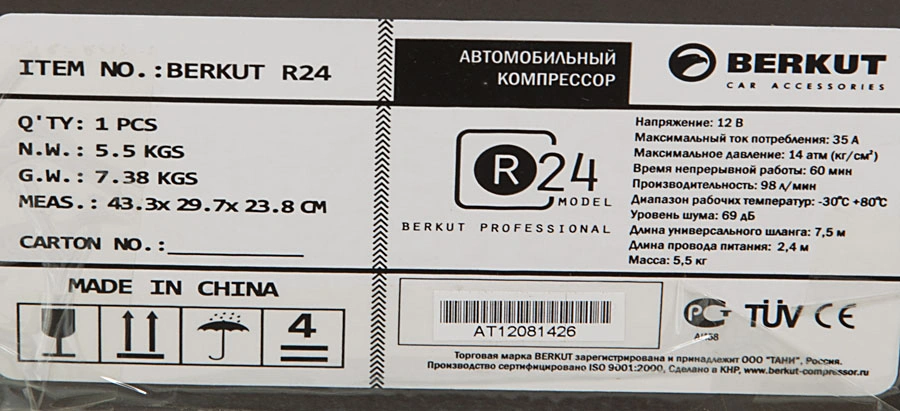 ITEM NO.:BERKUT R24
Q'TY: 1 PCS
N.W.: 5.5 KGS
G.W.: 7.38 KGS
MEAS.: 43.3x 29.7x 23.8 CM
CARTON NO.:
MADE IN CHINA
4
АВТОМОБИЛЬНЫЙ
КОМПРЕССОР
BERKUT
CAR ACCESSORIES
R24
MODEL
BERKUT PROFESSIONAL
Напряжение: 12 В
Максимальный ток потребления: 35 А
Максимальное давление: 14 атм (кг/см²)
Время непрерывной работы: 60 мин
Производительность: 98 л/мин
Диапазон рабочих температур: -30°C +80°C
Уровень шума: 69 дБ
Длина универсального шланга: 7,5 м
Длина провода питания: 2,4 м
Масса: 5,5 кг
AT12081426
РСТ TÜV CE
Торговая марка BERKUT зарегистрирована и принадлежит ООО "ТАНИ", Россия.
Производство сертифицировано ISO 9001:2000, Сделано в КНР, www.berkut-compressor.ru